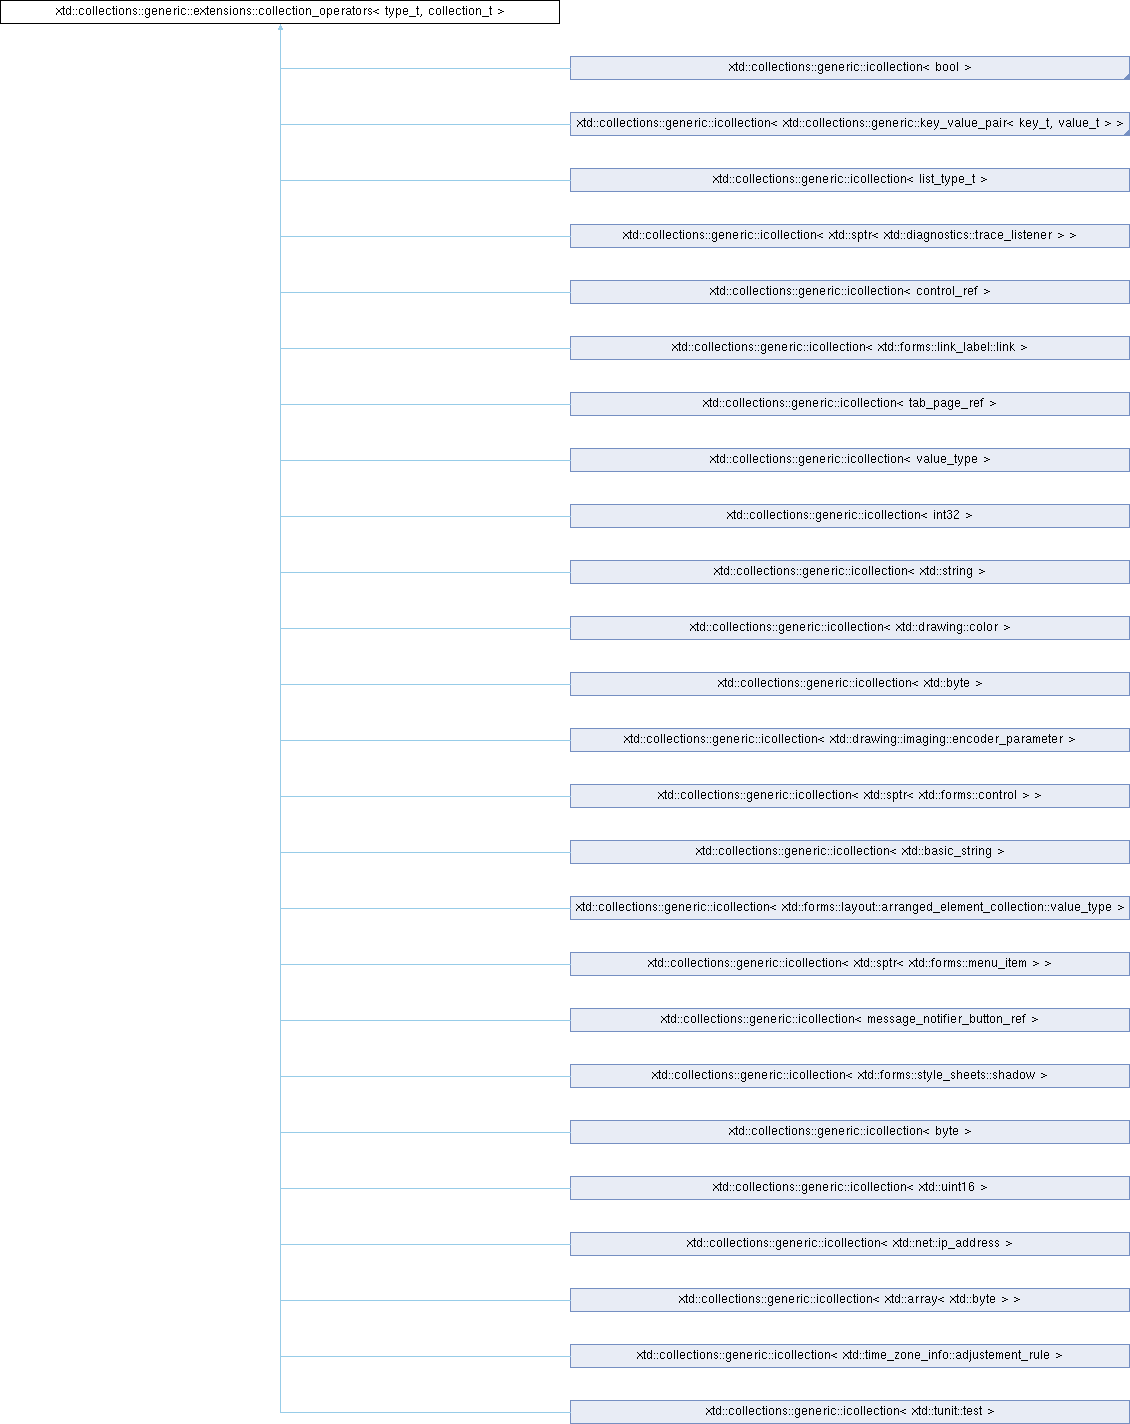 xtd::collections::generic::extensions::collection_operators< type_t, collection_t >
xtd::collections::generic::icollection< bool >
xtd::collections::generic::icollection< xtd::collections::generic::key_value_pair< key_t, value_t > >
xtd::collections::generic::icollection< list_type_t >
xtd::collections::generic::icollection< xtd::sptr< xtd::diagnostics::trace_listener > >
xtd::collections::generic::icollection< control_ref >
xtd::collections::generic::icollection< xtd::forms::link_label::link >
xtd::collections::generic::icollection< tab_page_ref >
xtd::collections::generic::icollection< value_type >
xtd::collections::generic::icollection< int32 >
xtd::collections::generic::icollection< xtd::string >
xtd::collections::generic::icollection< xtd::drawing::color >
xtd::collections::generic::icollection< xtd::byte >
xtd::collections::generic::icollection< xtd::drawing::imaging::encoder_parameter >
xtd::collections::generic::icollection< xtd::sptr< xtd::forms::control > >
xtd::collections::generic::icollection< xtd::basic_string >
xtd::collections::generic::icollection< xtd::forms::layout::arranged_element_collection::value_type >
xtd::collections::generic::icollection< xtd::sptr< xtd::forms::menu_item > >
xtd::collections::generic::icollection< message_notifier_button_ref >
xtd::collections::generic::icollection< xtd::forms::style_sheets::shadow >
xtd::collections::generic::icollection< byte >
xtd::collections::generic::icollection< xtd::uint16 >
xtd::collections::generic::icollection< xtd::net::ip_address >
xtd::collections::generic::icollection< xtd::array< xtd::byte > >
xtd::collections::generic::icollection< xtd::time_zone_info::adjustement_rule >
xtd::collections::generic::icollection< xtd::tunit::test >